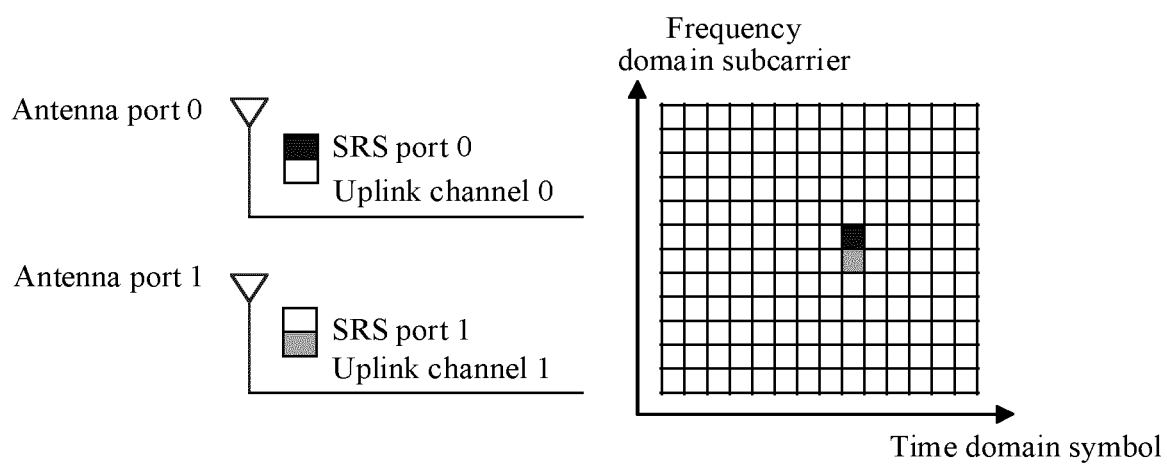 Frequency
domain subcarrier
Antenna port 0
SRS port 0
Uplink channel 0
Antenna port 1
SRS port 1
Uplink channel 1
Time domain symbol